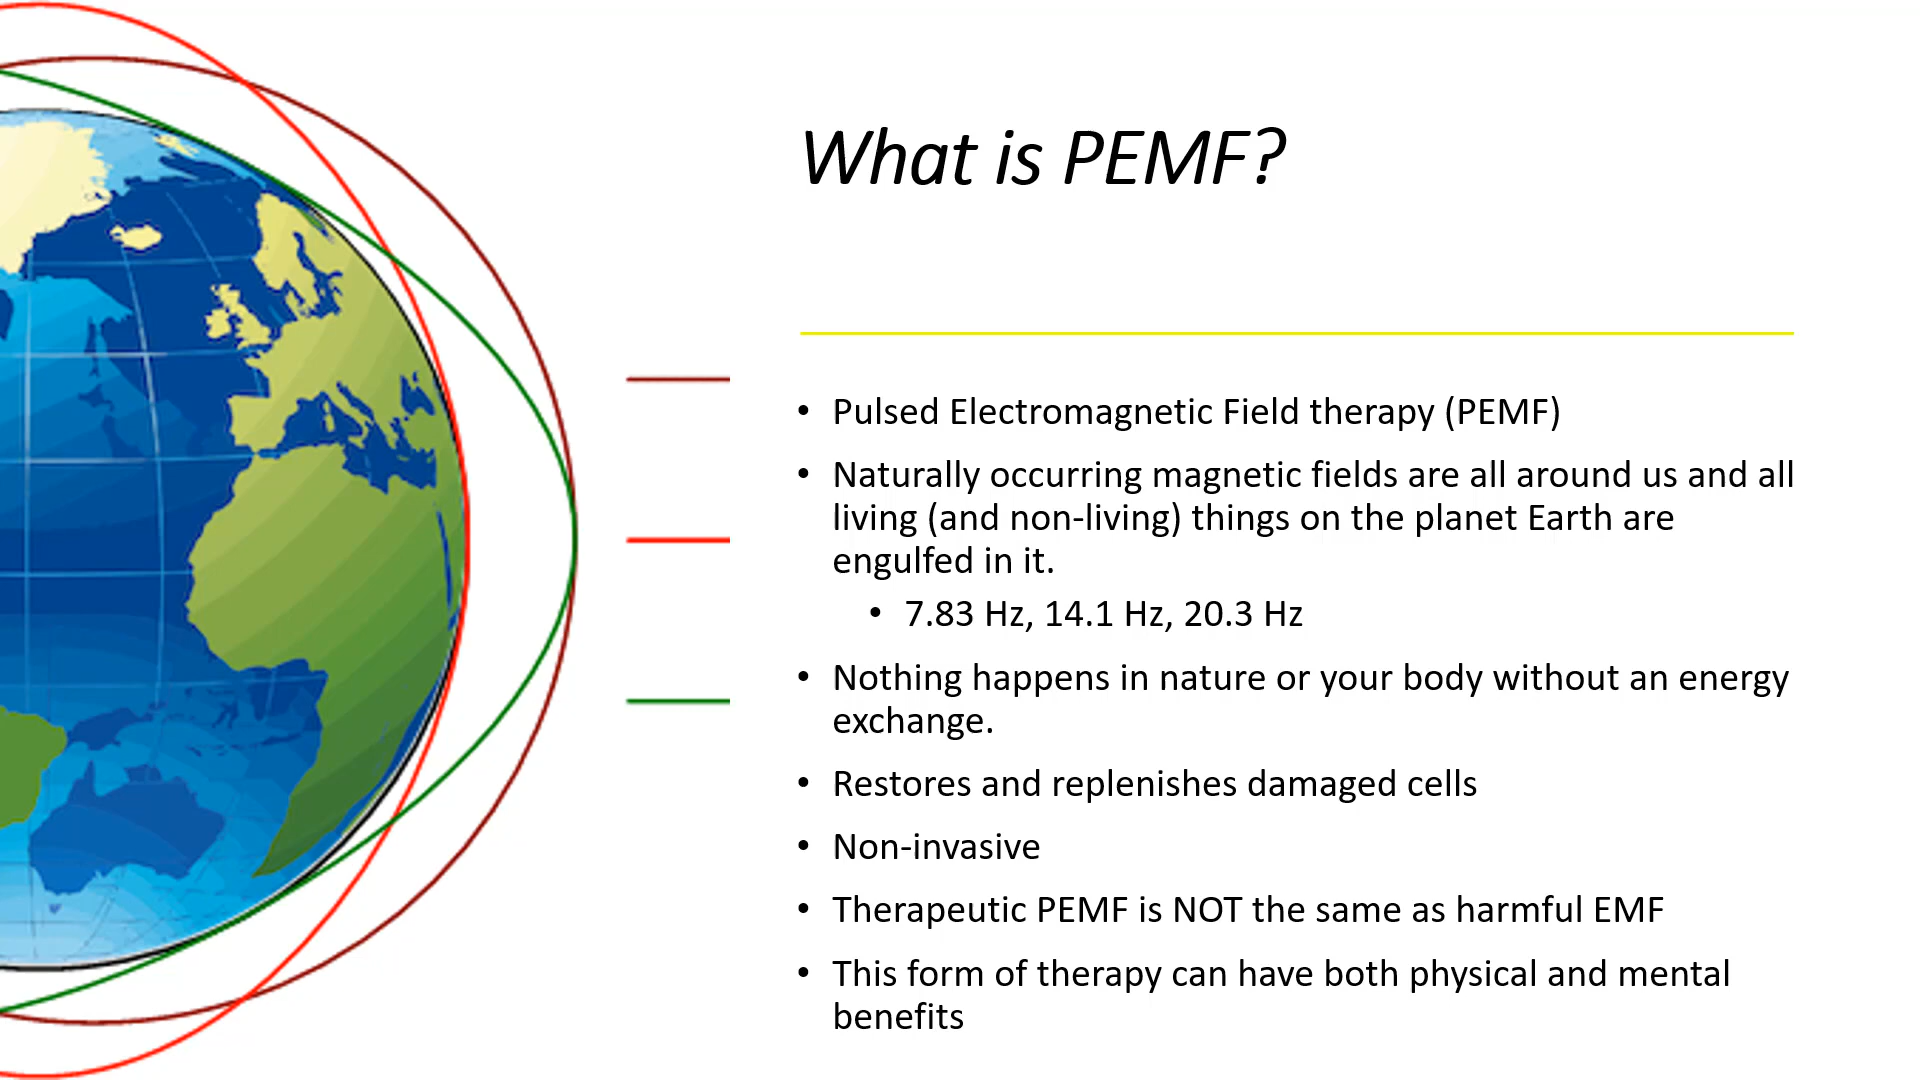 What is PEMF?
• Pulsed Electromagnetic Field therapy (PEMF)
• Naturally occurring magnetic fields are all around us and all
living (and non-living) things on the planet Earth are
engulfed in it.
• 7.83 Hz, 14.1 Hz, 20.3 Hz
• Nothing happens in nature or your body without an energy
exchange.
• Restores and replenishes damaged cells
• Non-invasive
• Therapeutic PEMF is NOT the same as harmful EMF
• This form of therapy can have both physical and mental
benefits